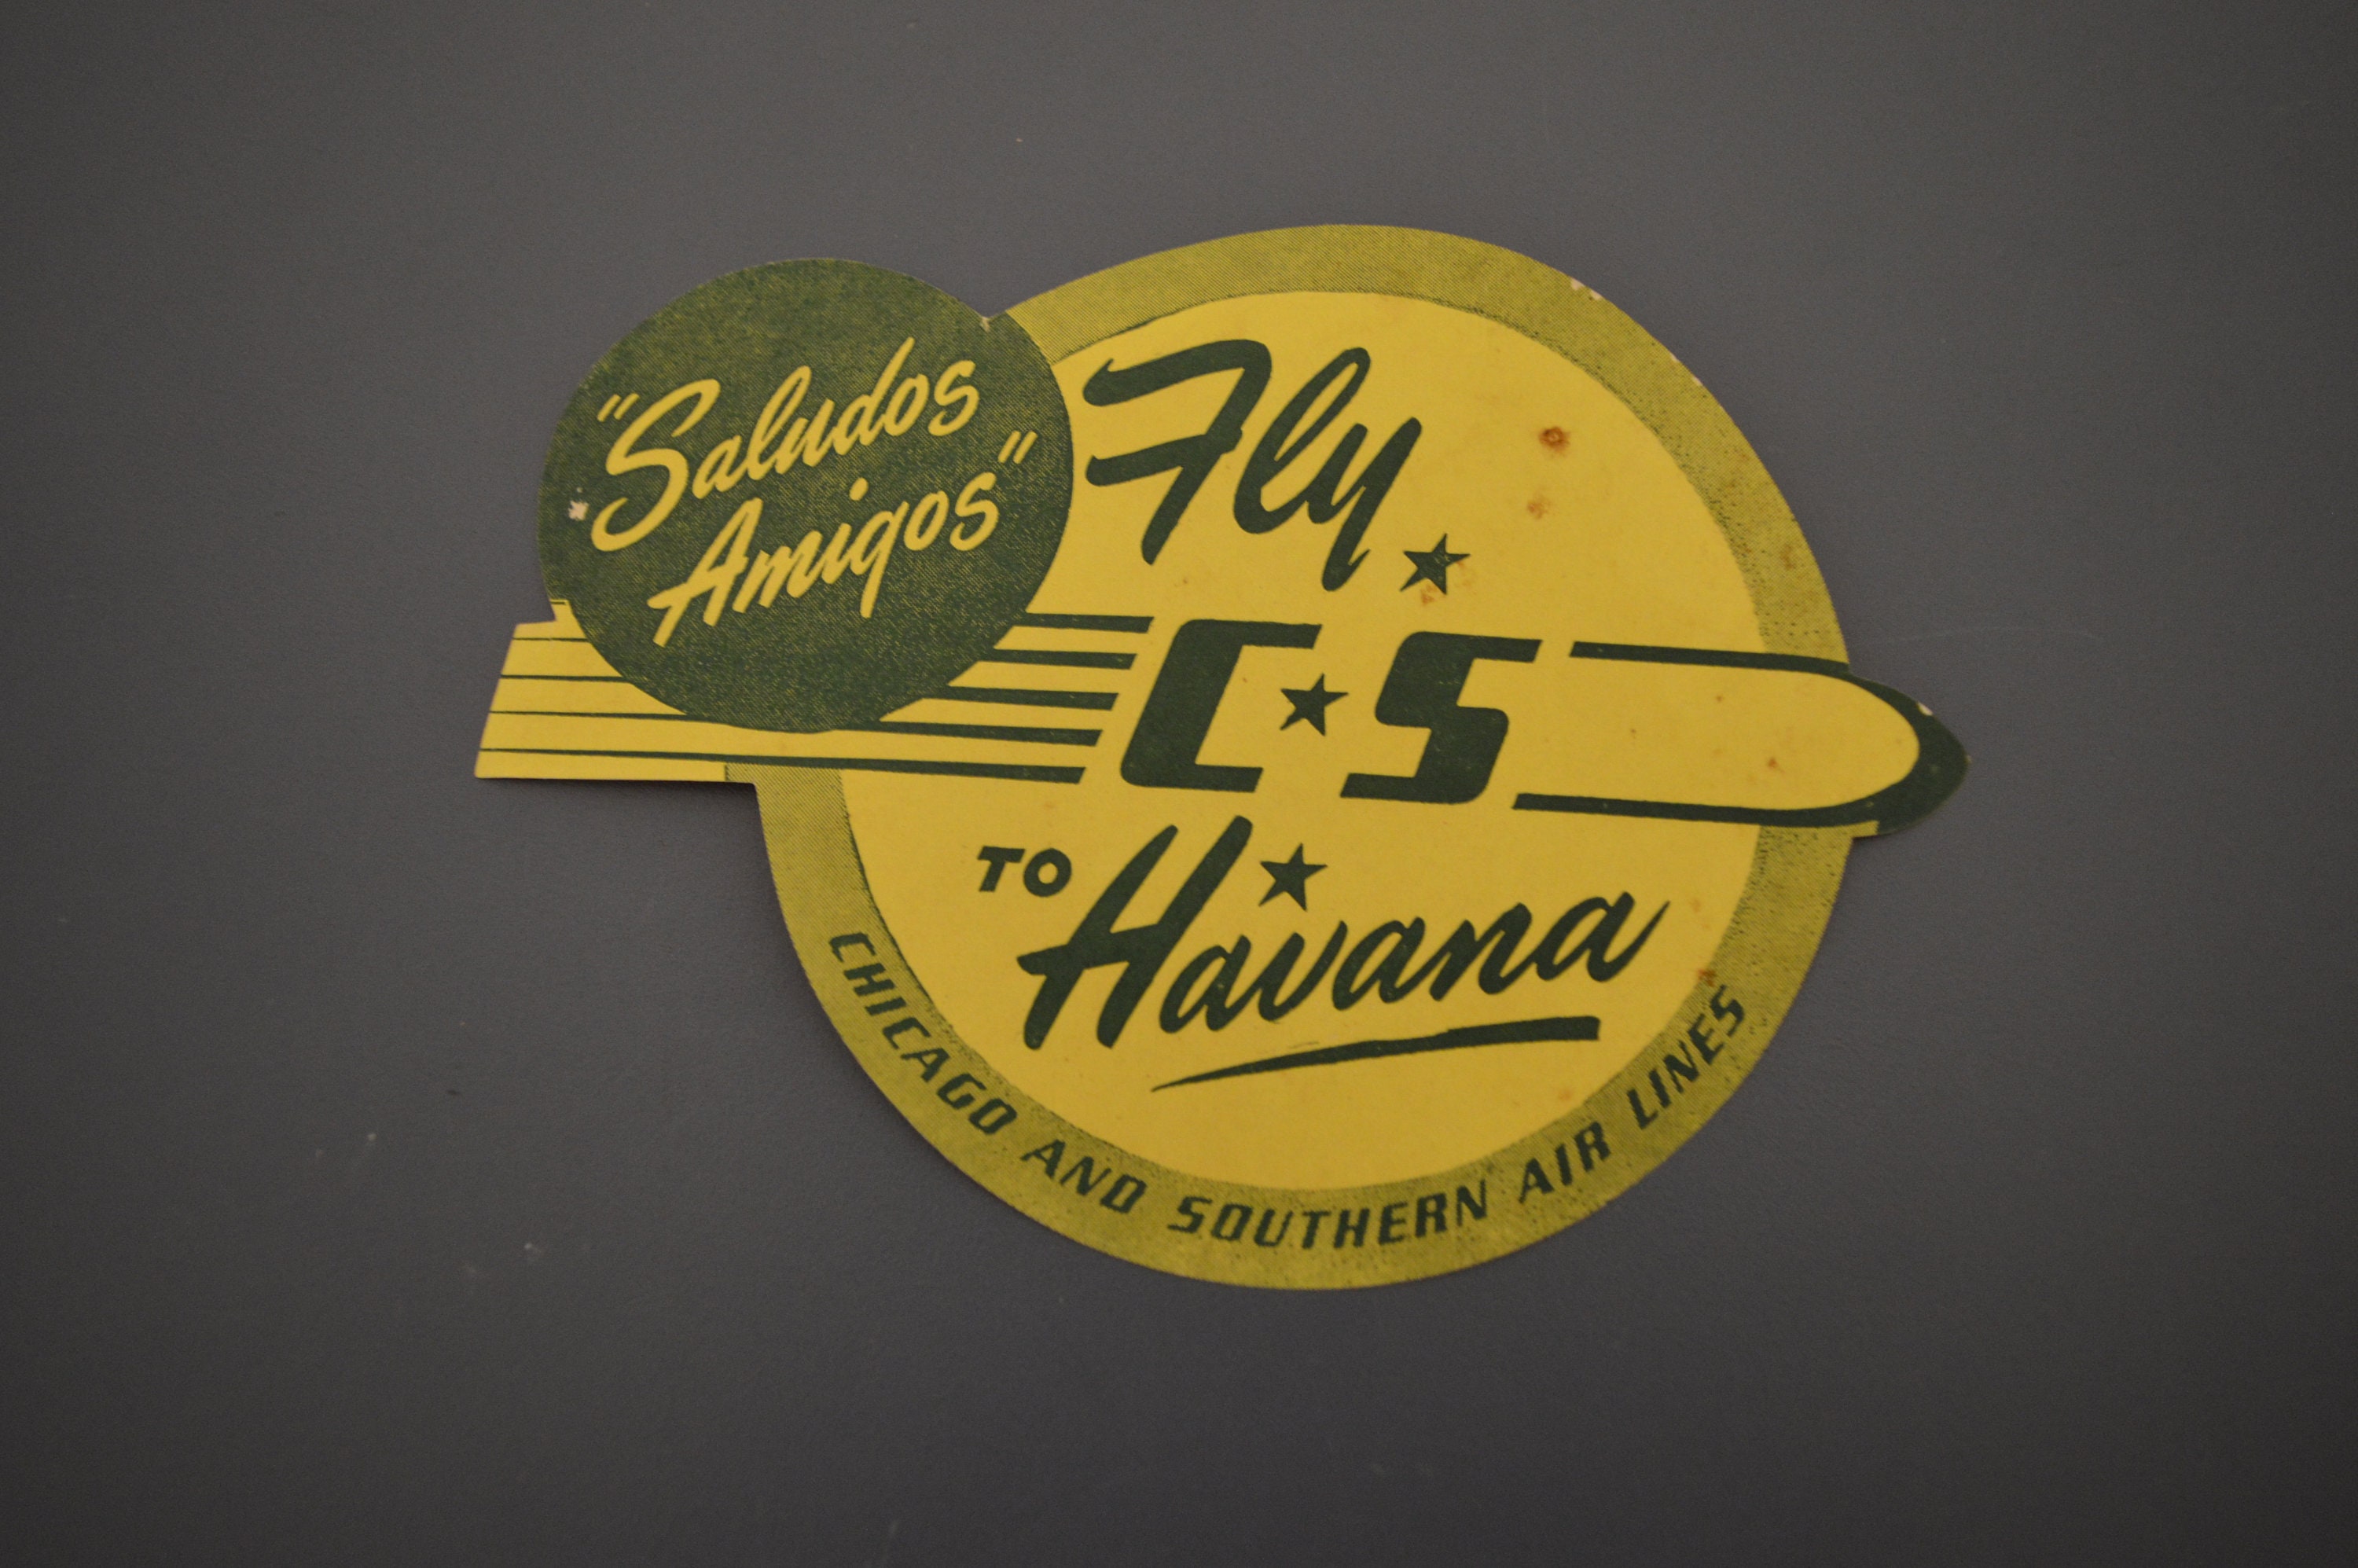 "Saludos
Amigos"
Fly
C★S
TO Havana
CHICAGO AND SOUTHERN AIR LINES